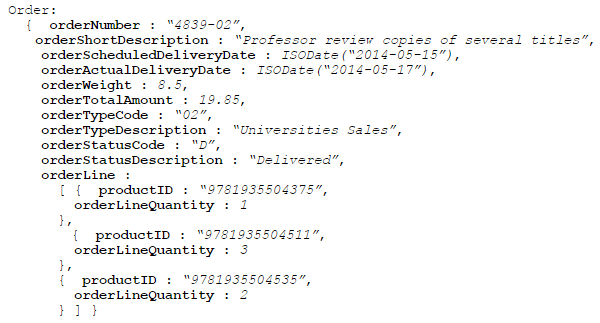 Order:
{ orderNumber : “4839-02”,
orderShortDescription : “Professor review copies of several titles”,
orderScheduledDeliveryDate : ISODate(“2014-05-15”),
orderActualDeliveryDate : ISODate(“2014-05-17”),
orderWeight : 8.5,
orderTotalAmount : 19.85,
orderTypeCode : “02”,
orderTypeDescription : “Universities Sales”,
orderStatusCode : “D”,
orderStatusDescription : “Delivered”,
orderLine :
[ { productID : “9781935504375”,
orderLineQuantity : 1
},
{ productID : “9781935504511”,
orderLineQuantity : 3
},
{ productID : “9781935504535”,
orderLineQuantity : 2
} ] }